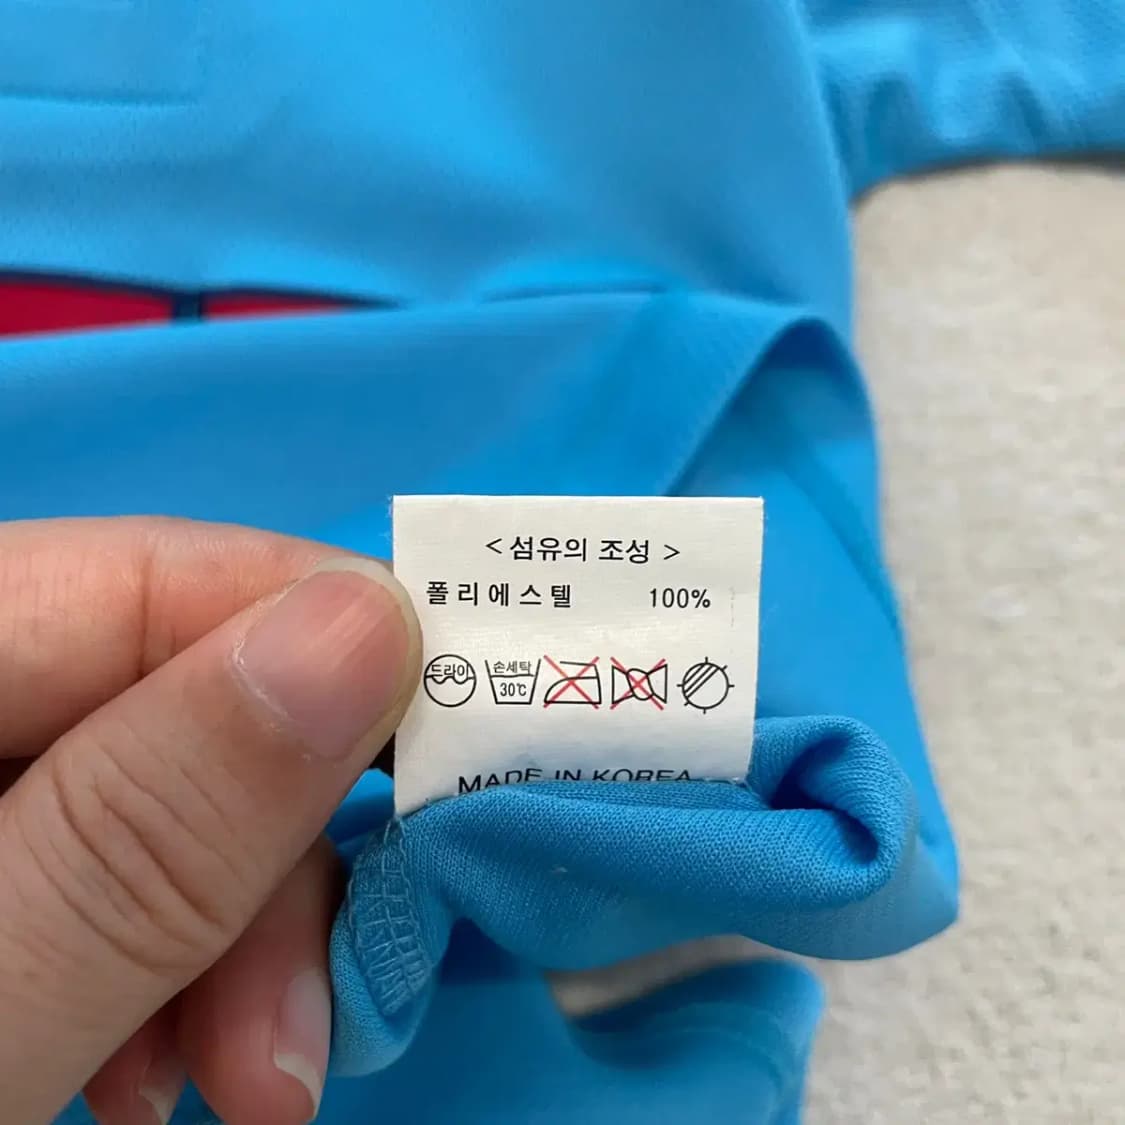 < 섬유의 조성 >
폴리에스텔 100%
드라이 손세탁 30℃
MADE IN KOREA